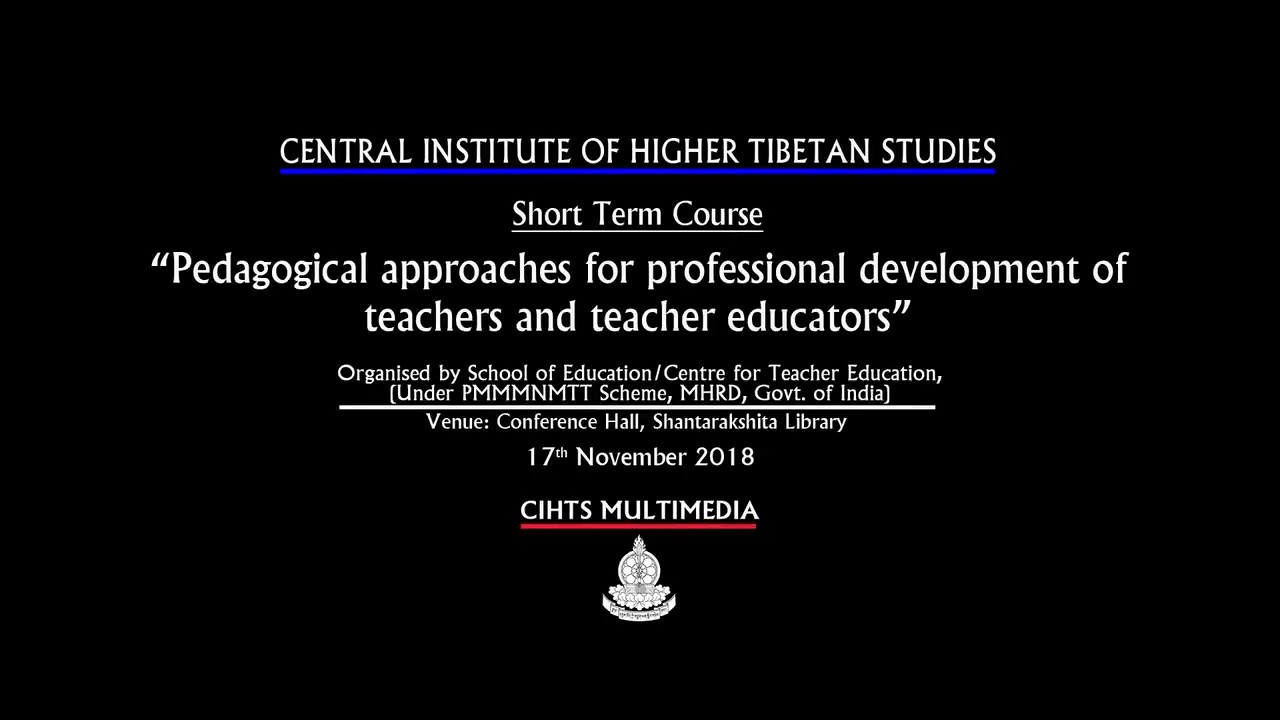 CENTRAL INSTITUTE OF HIGHER TIBETAN STUDIES
Short Term Course
“Pedagogical approaches for professional development of
teachers and teacher educators”
Organised by School of Education/Centre for Teacher Education,
(Under PMMMNMTT Scheme, MHRD, Govt. of India)
Venue: Conference Hall, Shantarakshita Library
17th November 2018
CIHTS MULTIMEDIA